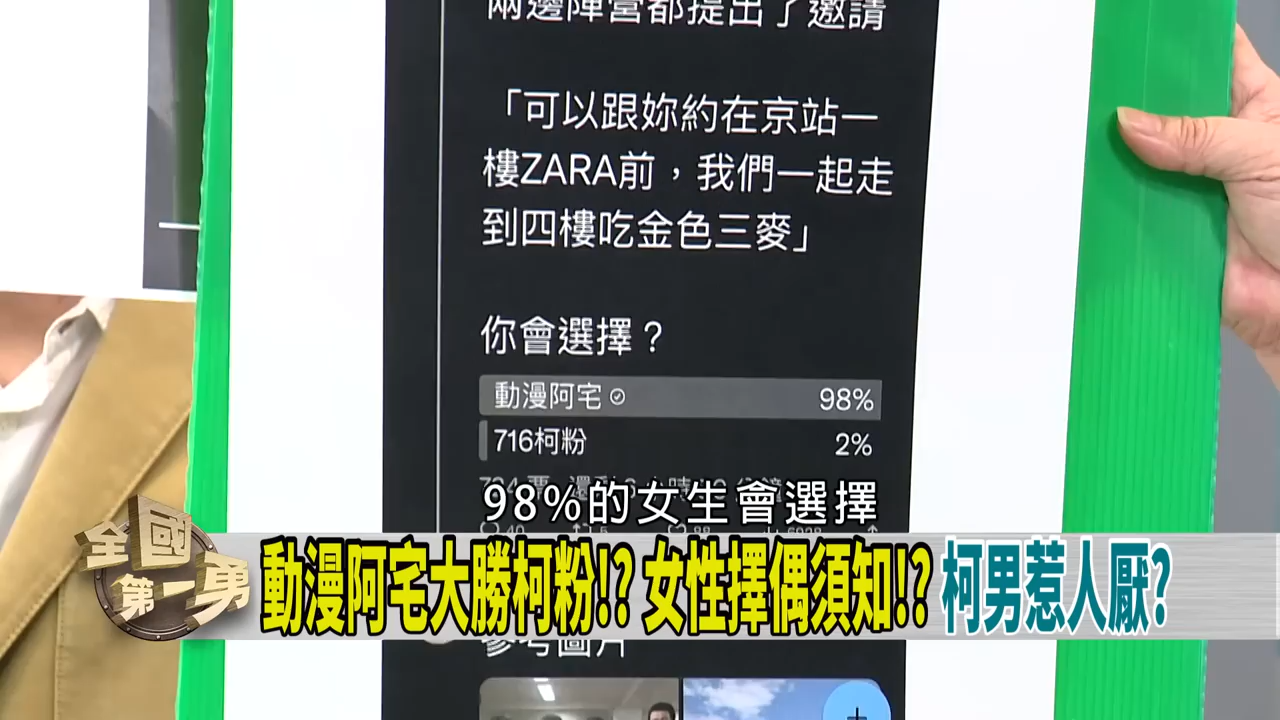 兩邊陣營都提出了邀請
「可以跟妳約在京站一
樓ZARA前，我們一起走
到四樓吃金色三麥」
你會選擇？
動漫阿宅 98%
716柯粉 2%
98%的女生會選擇
全國第一勇
動漫阿宅大勝柯粉!? 女性擇偶須知!? 柯男惹人厭?
參考圖片